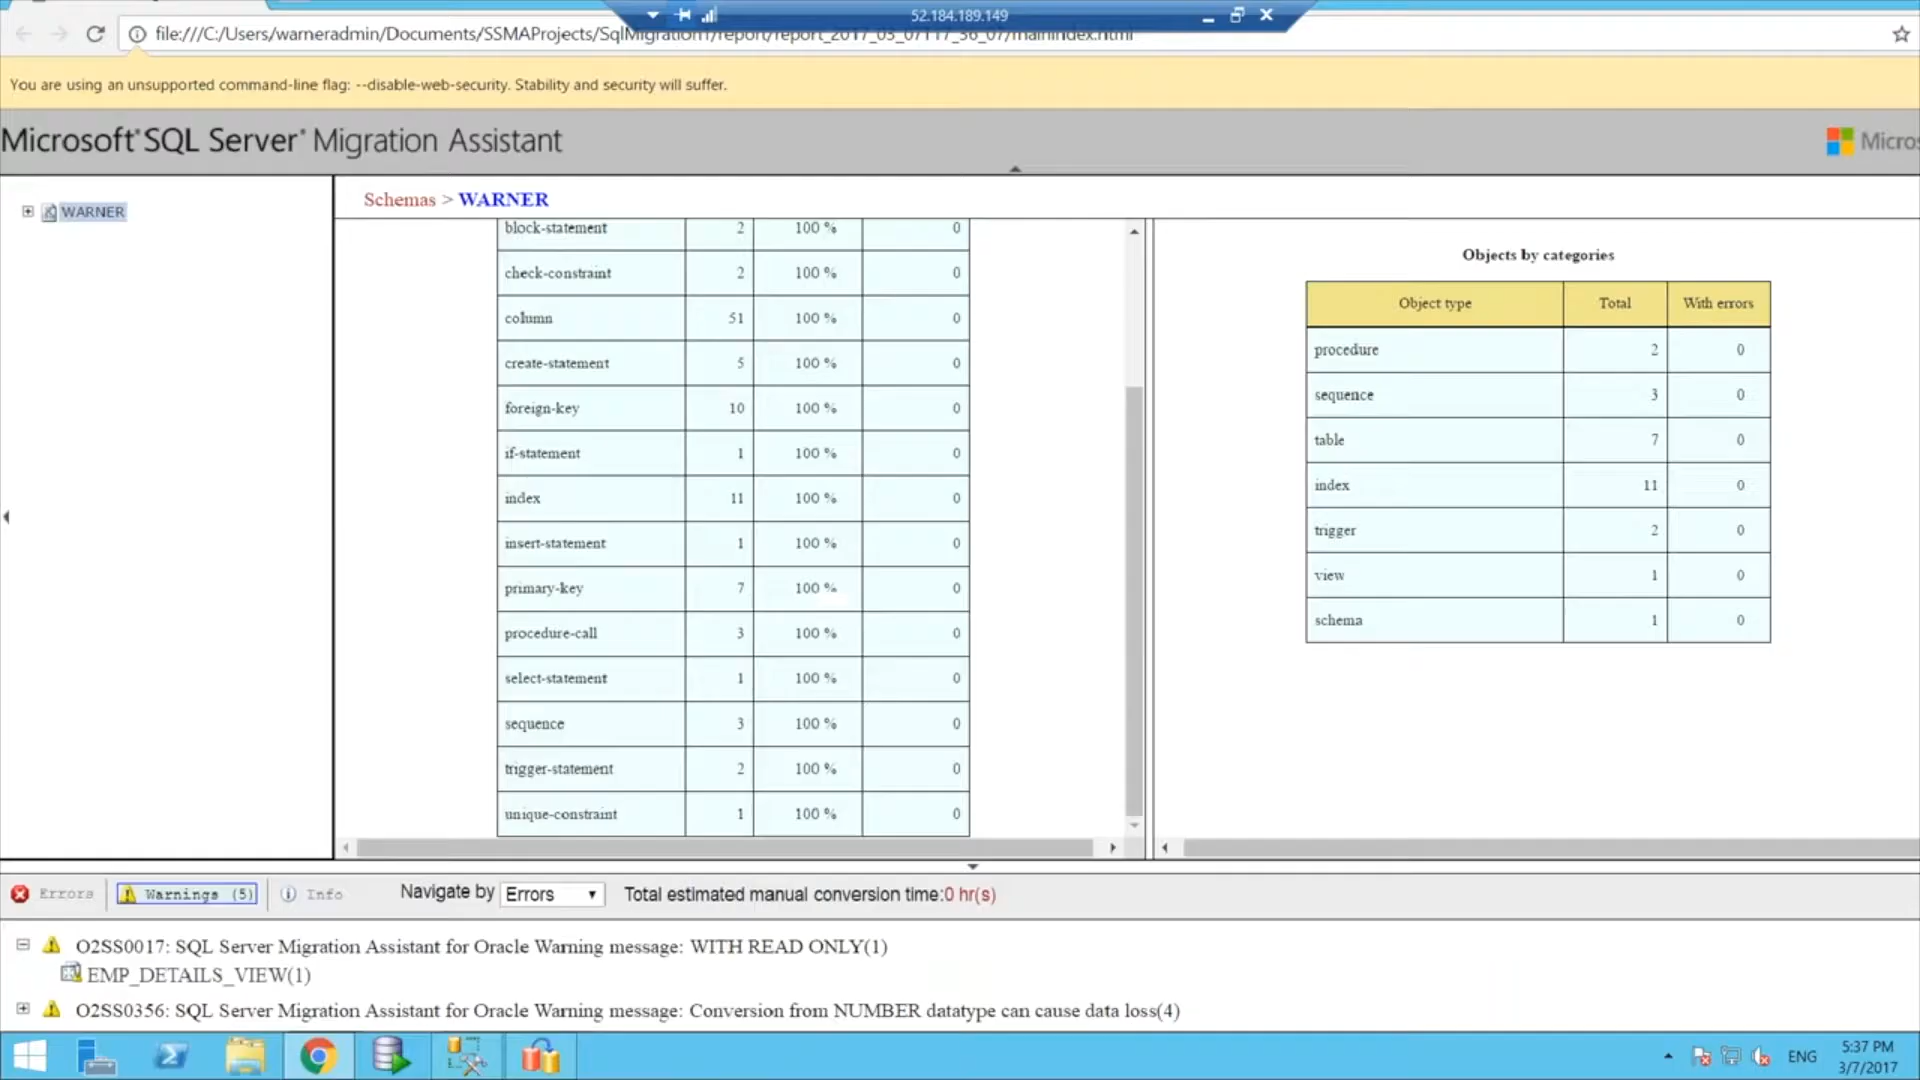 52.184.189.149
file:///C:/Users/warneradmin/Documents/SSMAProjects/SqlMigration1/report/report_2017_03_07T17_36_07/mainindex.html
You are using an unsupported command-line flag: --disable-web-security. Stability and security will suffer.
Microsoft SQL Server Migration Assistant
Micros
WARNER
Schemas > WARNER
block-statement 2 100 % 0
check-constraint 2 100 % 0
column 51 100 % 0
create-statement 5 100 % 0
foreign-key 10 100 % 0
if-statement 1 100 % 0
index 11 100 % 0
insert-statement 1 100 % 0
primary-key 7 100 % 0
procedure-call 3 100 % 0
select-statement 1 100 % 0
sequence 3 100 % 0
trigger-statement 2 100 % 0
unique-constraint 1 100 % 0
Objects by categories
Object type Total With errors
procedure 2 0
sequence 3 0
table 7 0
index 11 0
trigger 2 0
view 1 0
schema 1 0
Errors Warnings (5) Info Navigate by Errors Total estimated manual conversion time:0 hr(s)
O2SS0017: SQL Server Migration Assistant for Oracle Warning message: WITH READ ONLY(1)
EMP_DETAILS_VIEW(1)
O2SS0356: SQL Server Migration Assistant for Oracle Warning message: Conversion from NUMBER datatype can cause data loss(4)
ENG
5:37 PM
3/7/2017